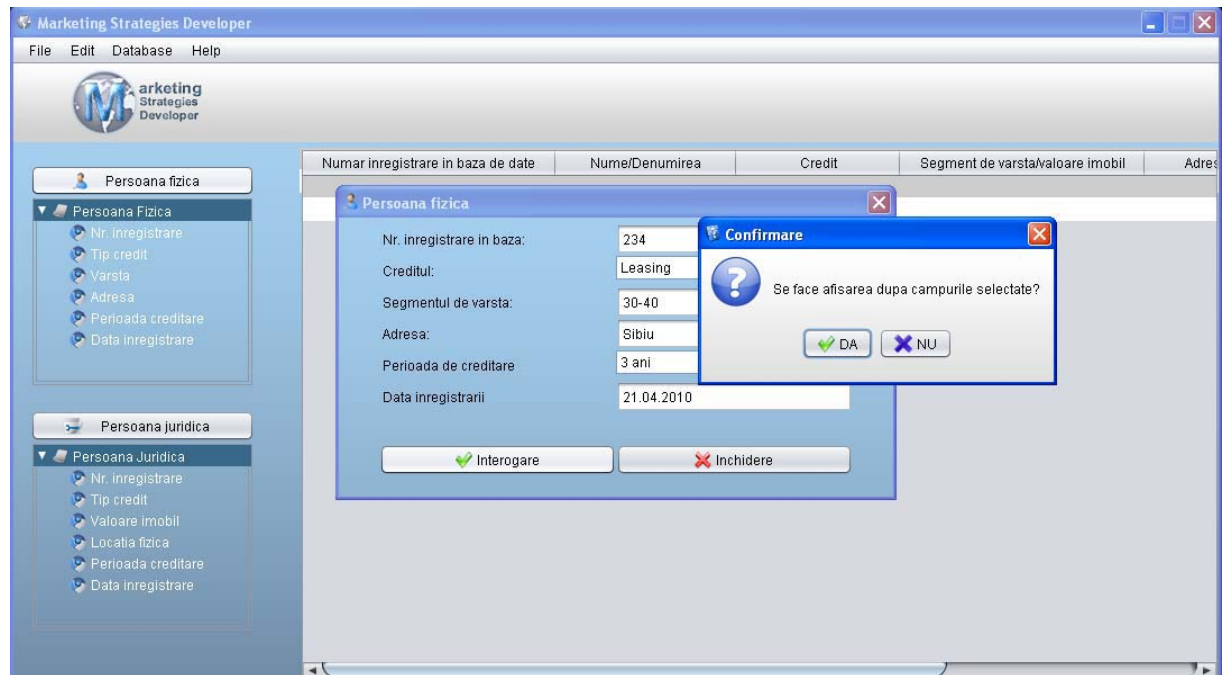 Marketing Strategies Developer
File Edit Database Help
Marketing
Strategies
Developer
Persoana fizica
Persoana Fizica
Nr. inregistrare
Tip credit
Varsta
Adresa
Perioada creditare
Data inregistrare
Persoana juridica
Persoana Juridica
Nr. inregistrare
Tip credit
Valoare imobil
Locatia fizica
Perioada creditare
Data inregistrare
Numar inregistrare in baza de date Nume/Denumirea Credit Segment de varsta/valoare imobil Adres
Persoana fizica
Nr. inregistrare in baza: 234
Creditul: Leasing
Segmentul de varsta: 30-40
Adresa: Sibiu
Perioada de creditare 3 ani
Data inregistrarii 21.04.2010
Interogare Inchidere
Confirmare
Se face afisarea dupa campurile selectate?
DA NU